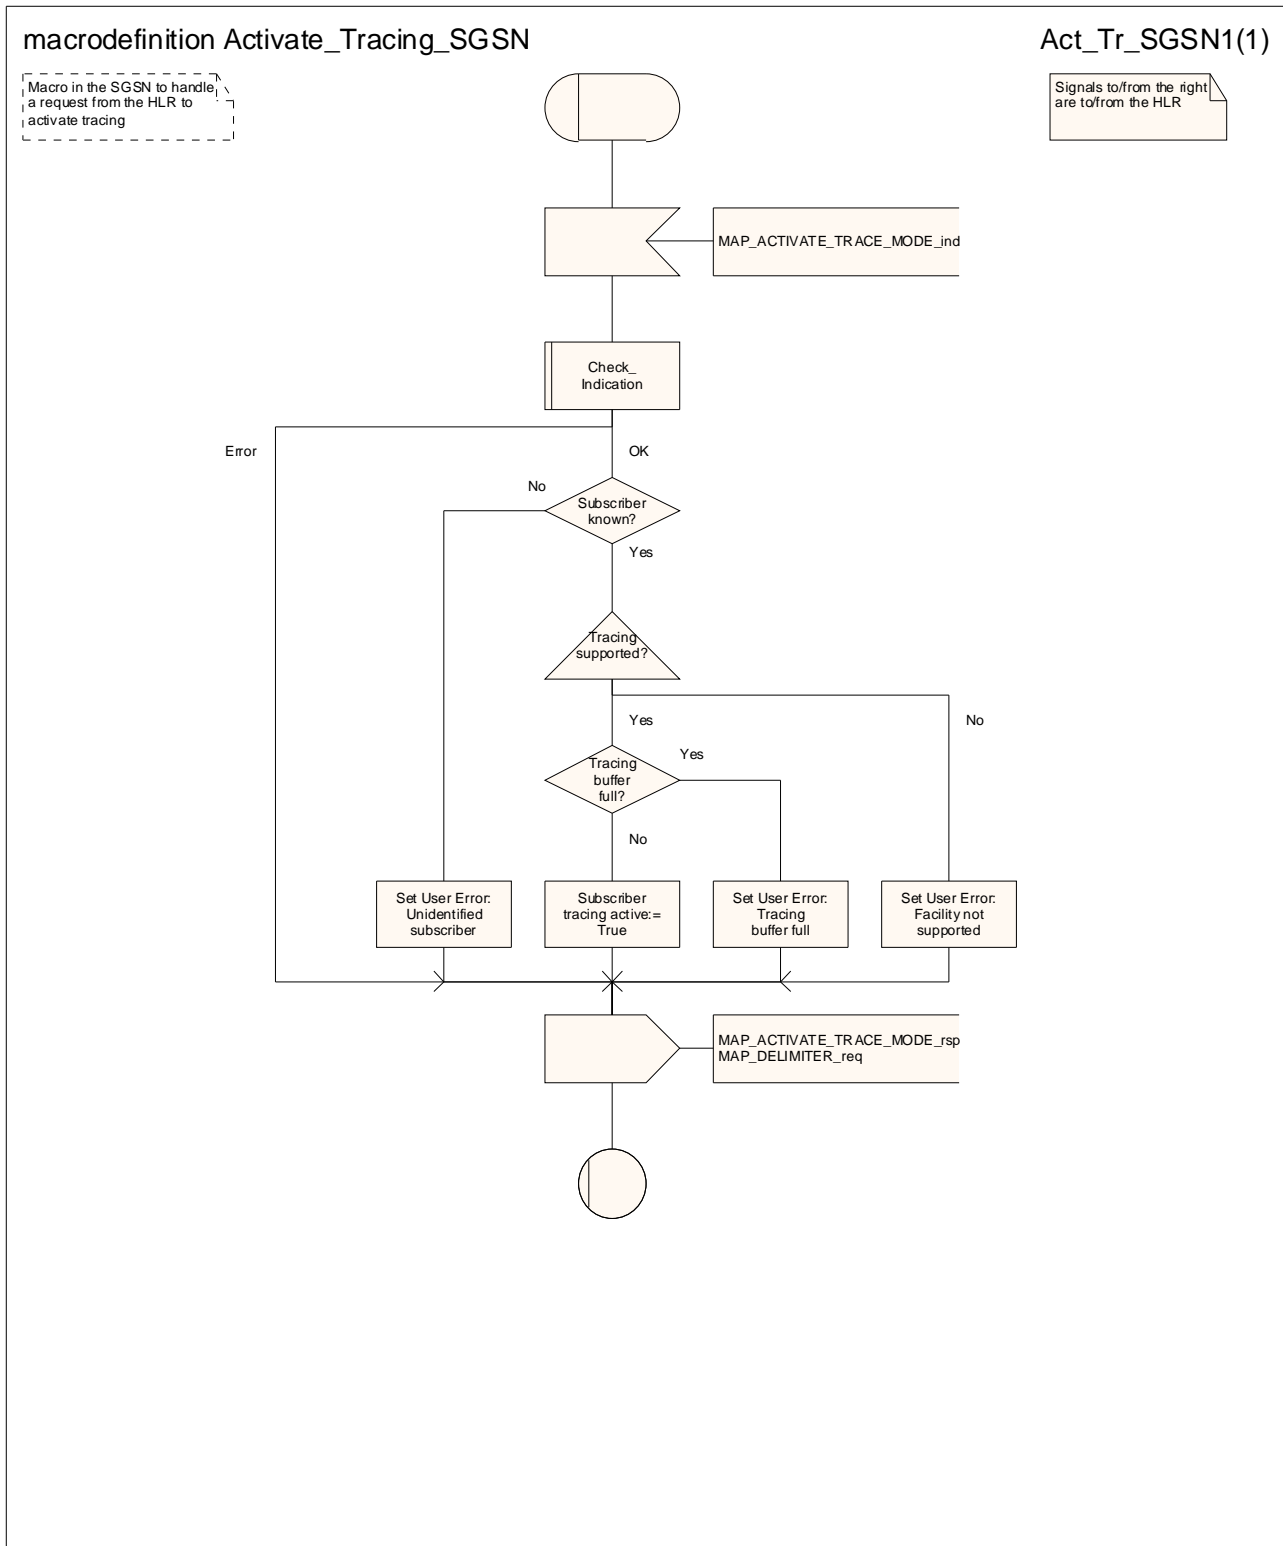 macrodefinition Activate_Tracing_SGSN
Act_Tr_SGSN1(1)
Macro in the SGSN to handle
a request from the HLR to
activate tracing
Signals to/from the right
are to/from the HLR
MAP_ACTIVATE_TRACE_MODE_ind
Check_
Indication
Error
OK
No
Subscriber
known?
Yes
Tracing
supported?
Yes
No
Tracing
buffer
full?
Yes
No
Set User Error:
Unidentified
subscriber
Subscriber
tracing active:=
True
Set User Error:
Tracing
buffer full
Set User Error:
Facility not
supported
MAP_ACTIVATE_TRACE_MODE_rsp
MAP_DELIMITER_req